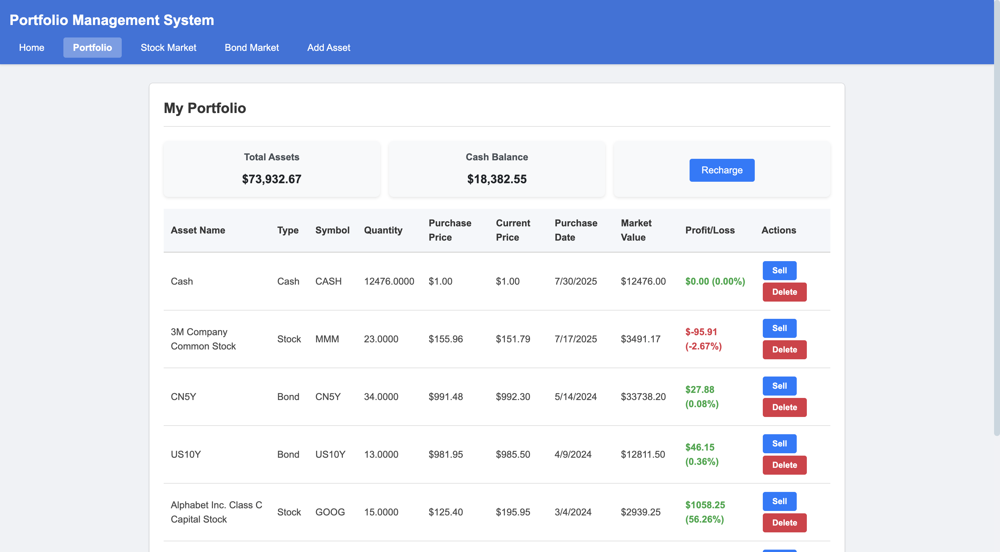 Portfolio Management System
Home Portfolio Stock Market Bond Market Add Asset
My Portfolio
Total Assets Cash Balance
$73,932.67 $18,382.55 Recharge
Asset Name Type Symbol Quantity Purchase Price Current Price Purchase Date Market Value Profit/Loss Actions
Cash Cash CASH 12476.0000 $1.00 $1.00 7/30/2025 $12476.00 $0.00 (0.00%) Sell Delete
3M Company Common Stock Stock MMM 23.0000 $155.96 $151.79 7/17/2025 $3491.17 $-95.91 (-2.67%) Sell Delete
CN5Y Bond CN5Y 34.0000 $991.48 $992.30 5/14/2024 $33738.20 $27.88 (0.08%) Sell Delete
US10Y Bond US10Y 13.0000 $981.95 $985.50 4/9/2024 $12811.50 $46.15 (0.36%) Sell Delete
Alphabet Inc. Class C Capital Stock Stock GOOG 15.0000 $125.40 $195.95 3/4/2024 $2939.25 $1058.25 (56.26%) Sell Delete